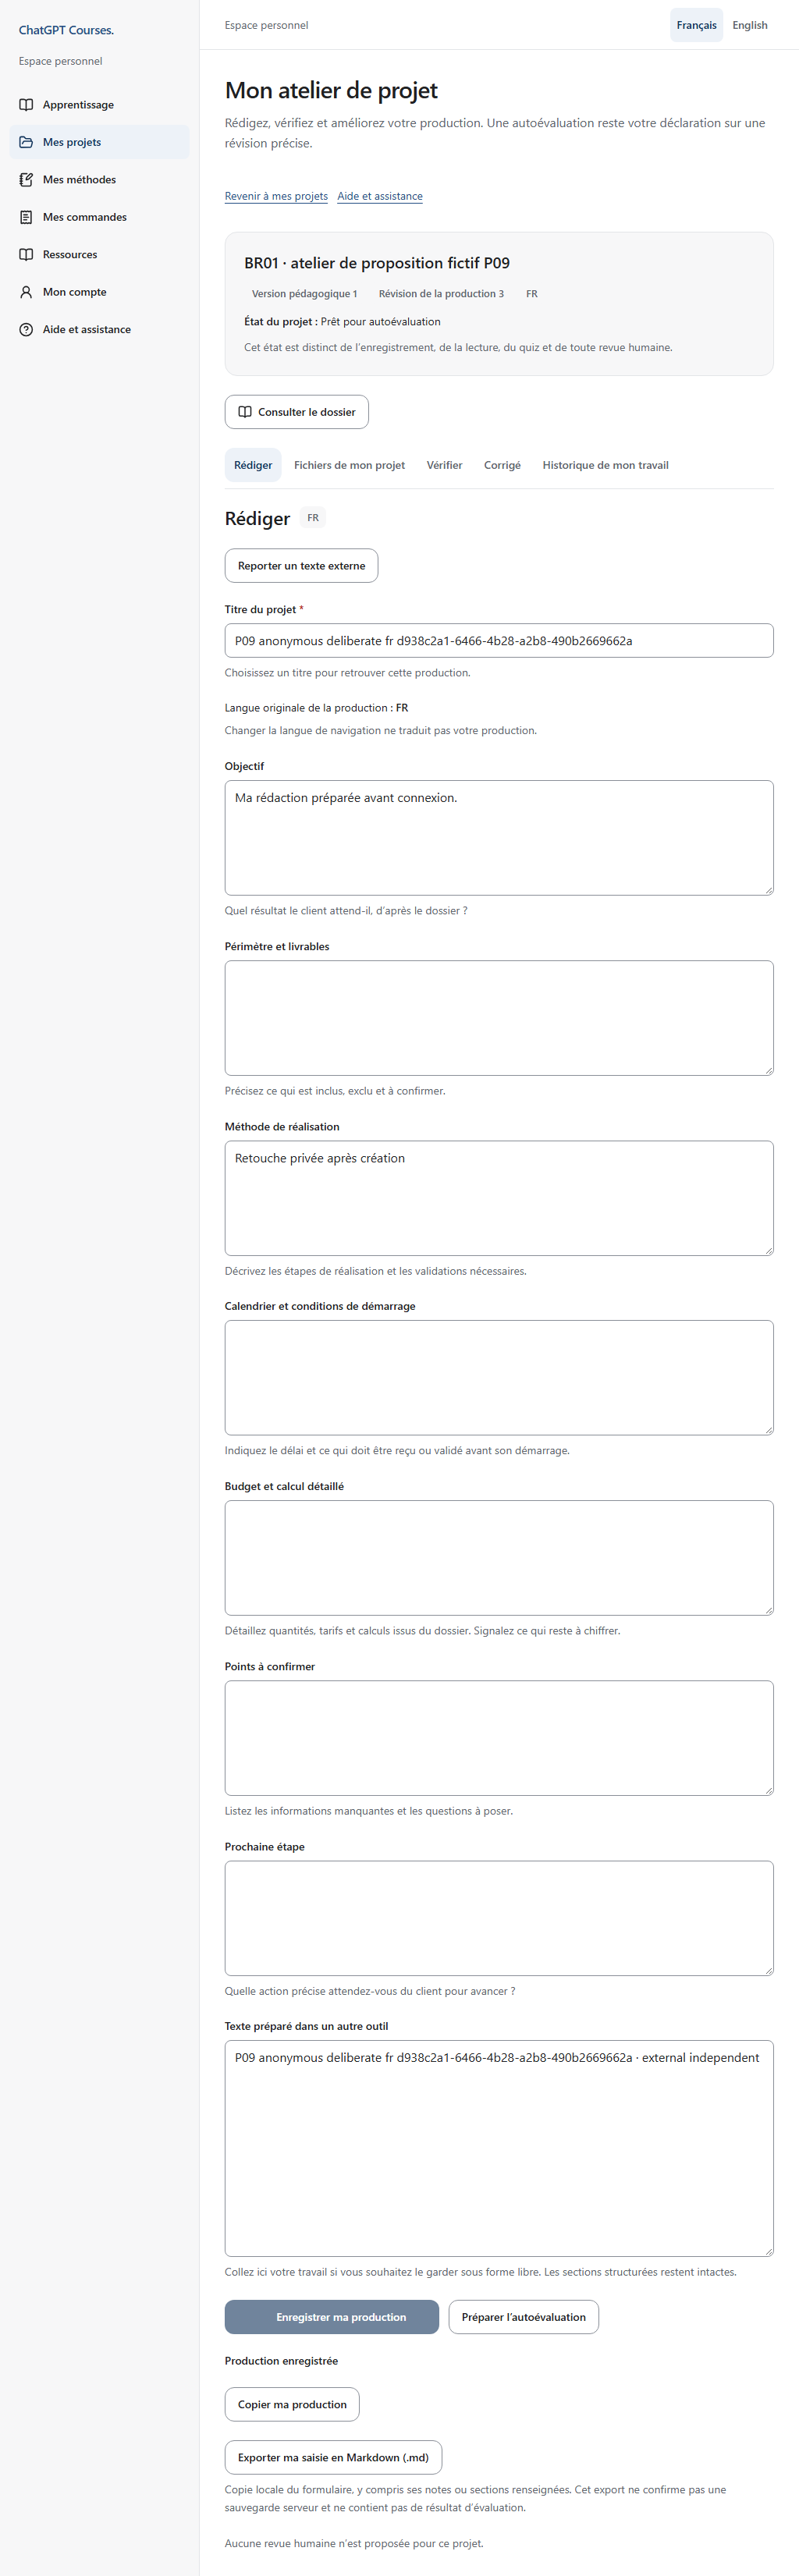 ChatGPT Courses.
Espace personnel
Apprentissage
Mes projets
Mes méthodes
Mes commandes
Ressources
Mon compte
Aide et assistance
Espace personnel
Français
English
Mon atelier de projet
Rédigez, vérifiez et améliorez votre production. Une autoévaluation reste votre déclaration sur une
révision précise.
Revenir à mes projets
Aide et assistance
BR01 · atelier de proposition fictif P09
Version pédagogique 1
Révision de la production 3
FR
État du projet : Prêt pour autoévaluation
Cet état est distinct de l’enregistrement, de la lecture, du quiz et de toute revue humaine.
Consulter le dossier
Rédiger
Fichiers de mon projet
Vérifier
Corrigé
Historique de mon travail
Rédiger
FR
Reporter un texte externe
Titre du projet *
P09 anonymous deliberate fr d938c2a1-6466-4b28-a2b8-490b2669662a
Choisissez un titre pour retrouver cette production.
Langue originale de la production : FR
Changer la langue de navigation ne traduit pas votre production.
Objectif
Ma rédaction préparée avant connexion.
Quel résultat le client attend-il, d’après le dossier ?
Périmètre et livrables
Précisez ce qui est inclus, exclu et à confirmer.
Méthode de réalisation
Retouche privée après création
Décrivez les étapes de réalisation et les validations nécessaires.
Calendrier et conditions de démarrage
Indiquez le délai et ce qui doit être reçu ou validé avant son démarrage.
Budget et calcul détaillé
Détaillez quantités, tarifs et calculs issus du dossier. Signalez ce qui reste à chiffrer.
Points à confirmer
Listez les informations manquantes et les questions à poser.
Prochaine étape
Quelle action précise attendez-vous du client pour avancer ?
Texte préparé dans un autre outil
P09 anonymous deliberate fr d938c2a1-6466-4b28-a2b8-490b2669662a · external independent
Collez ici votre travail si vous souhaitez le garder sous forme libre. Les sections structurées restent intactes.
Enregistrer ma production
Préparer l’autoévaluation
Production enregistrée
Copier ma production
Exporter ma saisie en Markdown (.md)
Copie locale du formulaire, y compris ses notes ou sections renseignées. Cet export ne confirme pas une
sauvegarde serveur et ne contient pas de résultat d’évaluation.
Aucune revue humaine n’est proposée pour ce projet.